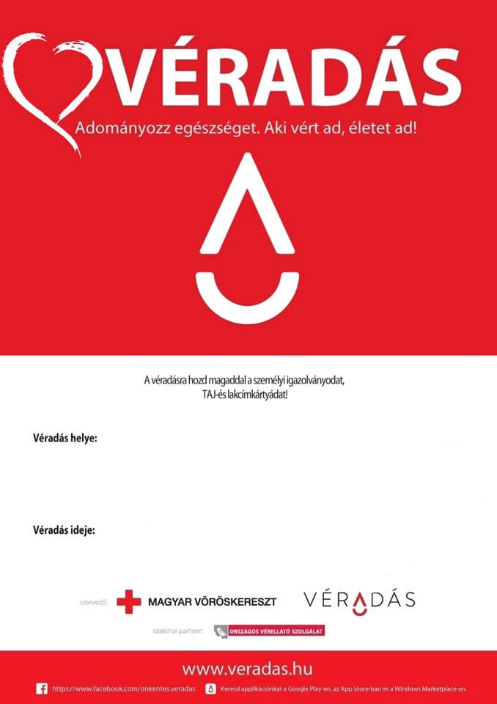 VÉRADÁS
Adományozz egészséget. Aki vért ad, életet ad!
A véradásra hozd magaddal a személyi igazolványodat,
TAJ-és lakcímkártyádat!
Véradás helye:
Véradás ideje:
szervező: MAGYAR VÖRÖSKERESZT VÉRADÁS
szakmai partner: ORSZÁGOS VÉRELLÁTÓ SZOLGÁLAT
www.veradas.hu
https://www.facebook.com/onkentes.veradas Keresd applikációnkat a Google Play-en, az App Store-ban és a Windows Marketplace-en.